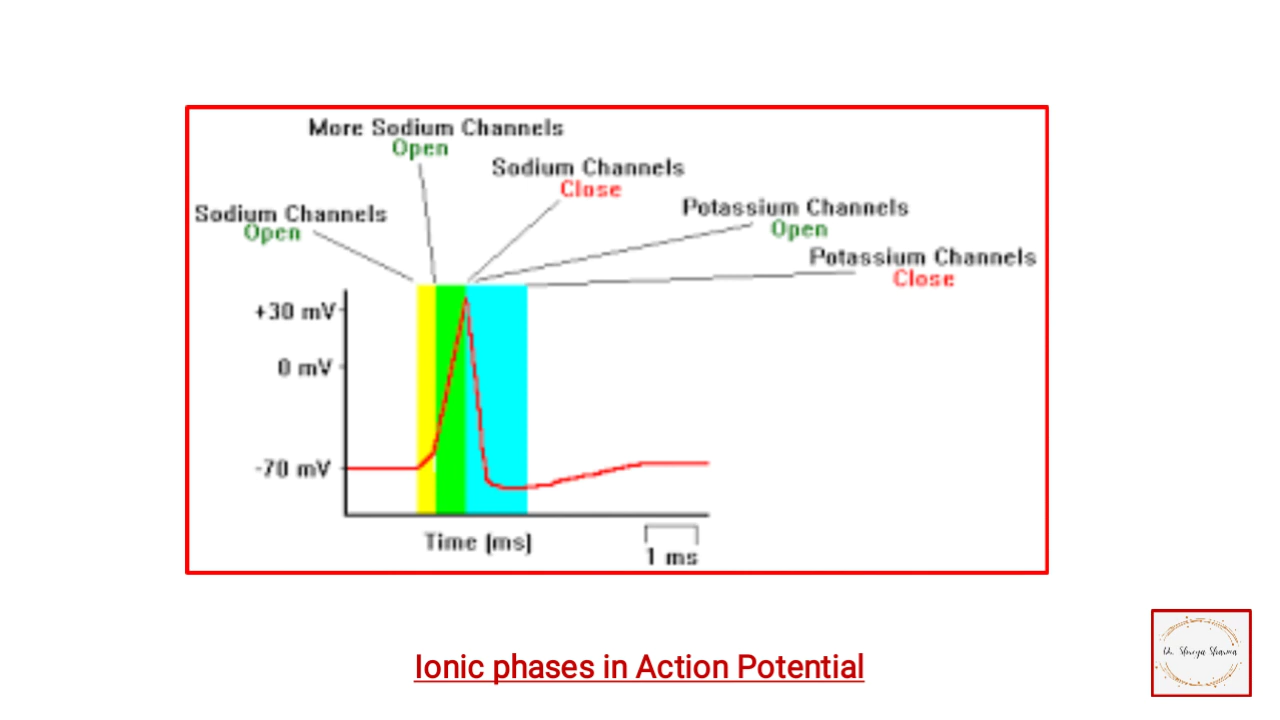 More Sodium Channels
Open
Sodium Channels
Close
Sodium Channels
Open
Potassium Channels
Open
Potassium Channels
Close
+30 mV
0 mV
-70 mV
Time (ms)
1 ms
Ionic phases in Action Potential